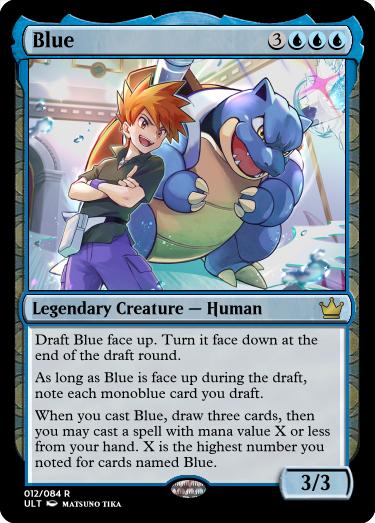 Blue 3
Legendary Creature — Human
Draft Blue face up. Turn it face down at the
end of the draft round.
As long as Blue is face up during the draft,
note each monoblue card you draft.
When you cast Blue, draw three cards, then
you may cast a spell with mana value X or less
from your hand. X is the highest number you
noted for cards named Blue.
3/3
012/084 R
ULT MATSUNO TIKA